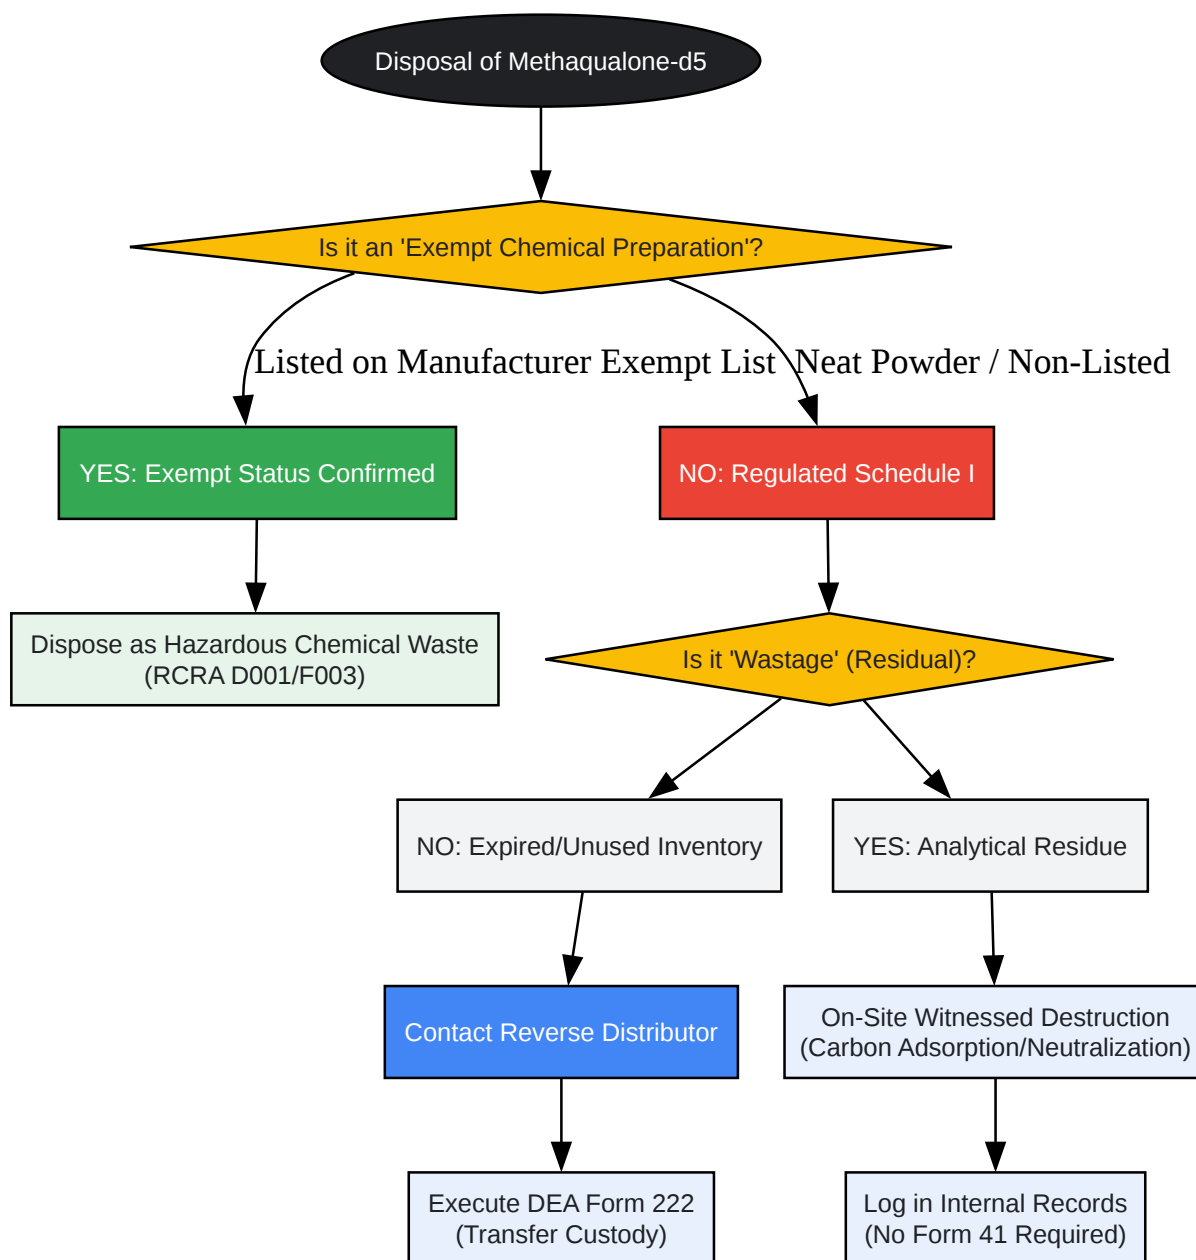 Disposal of Methaqualone-d5
Is it an 'Exempt Chemical Preparation'?
Listed on Manufacturer Exempt List
Neat Powder / Non-Listed
YES: Exempt Status Confirmed
NO: Regulated Schedule I
Dispose as Hazardous Chemical Waste
(RCRA D001/F003)
Is it 'Wastage' (Residual)?
NO: Expired/Unused Inventory
YES: Analytical Residue
Contact Reverse Distributor
On-Site Witnessed Destruction
(Carbon Adsorption/Neutralization)
Execute DEA Form 222
(Transfer Custody)
Log in Internal Records
(No Form 41 Required)